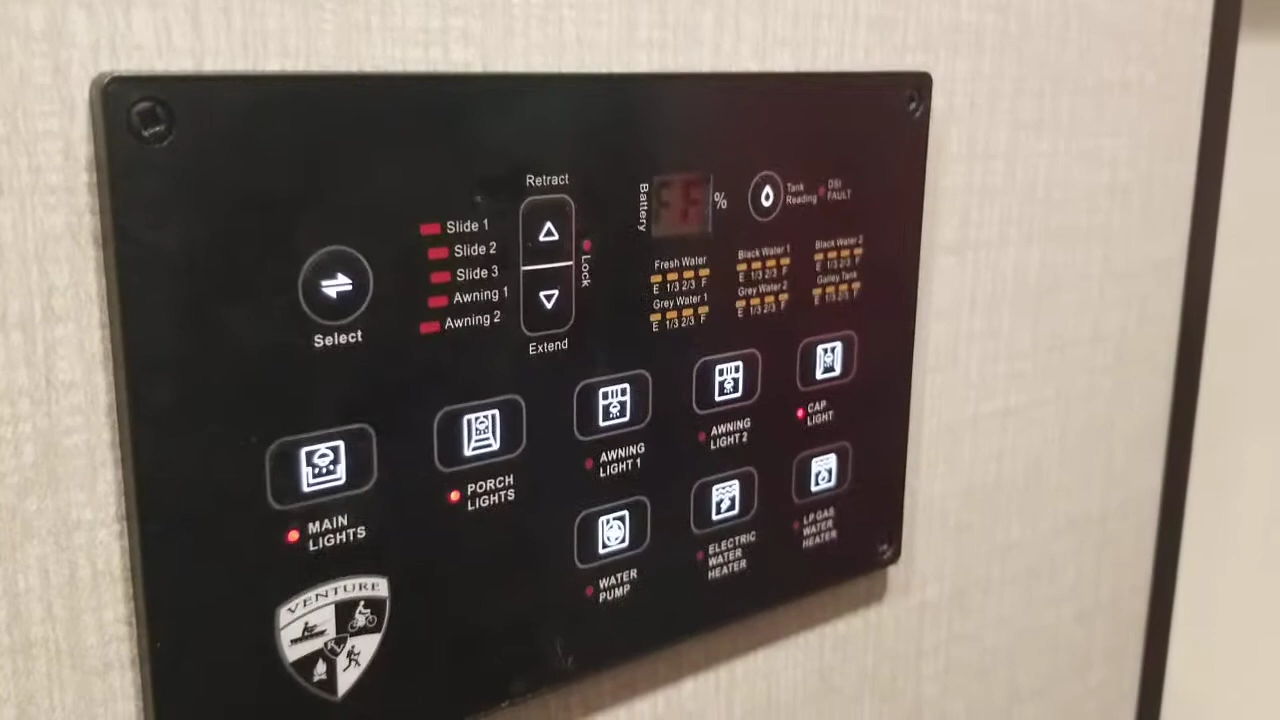 Retract
Slide 1
Slide 2
Slide 3
Awning 1
Awning 2
Lock
Select
Extend
Battery
FF %
Tank
Reading
DSI
FAULT
Fresh Water
E 1/3 2/3 F
Grey Water 1
E 1/3 2/3 F
Black Water 1
E 1/3 2/3 F
Grey Water 2
E 1/3 2/3 F
Black Water 2
E 1/3 2/3 F
Galley Tank
E 1/3 2/3 F
MAIN
LIGHTS
PORCH
LIGHTS
AWNING
LIGHT 1
AWNING
LIGHT 2
CAP
LIGHT
WATER
PUMP
ELECTRIC
WATER
HEATER
LP GAS
WATER
HEATER
VENTURE
RV